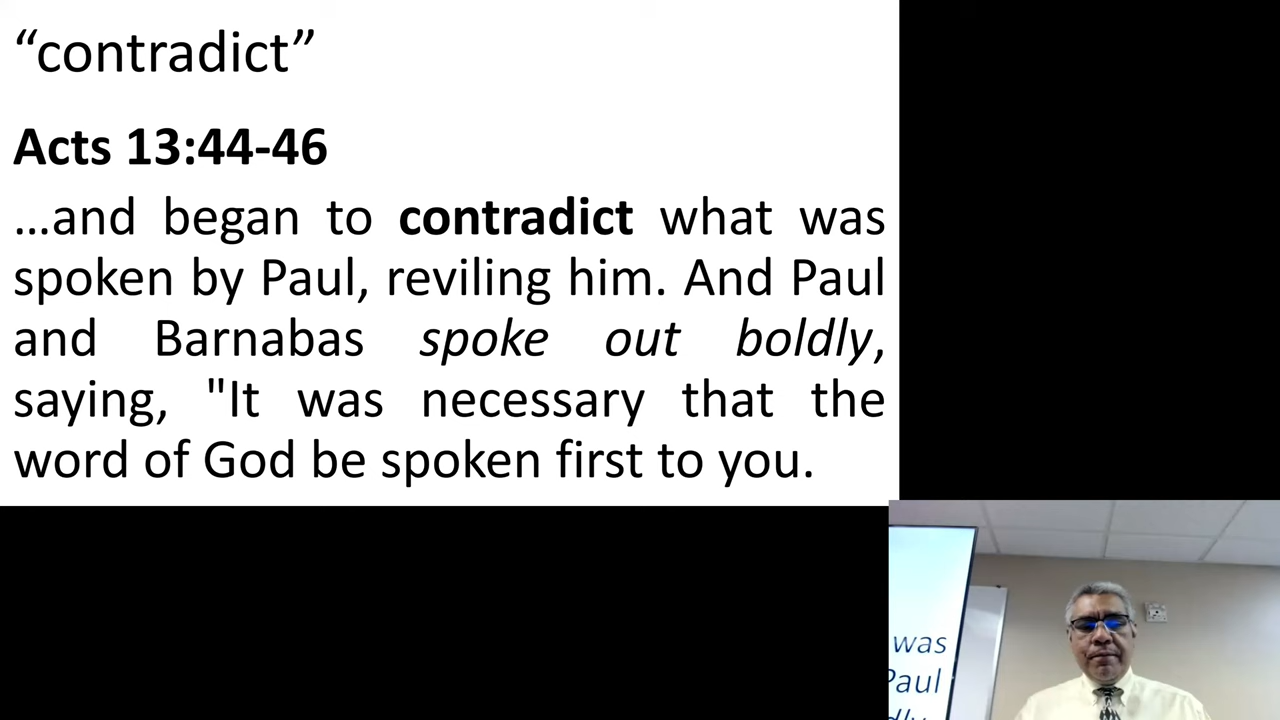 “contradict”
Acts 13:44-46
…and began to contradict what was
spoken by Paul, reviling him. And Paul
and Barnabas spoke out boldly,
saying, "It was necessary that the
word of God be spoken first to you.
was
Paul
dly,